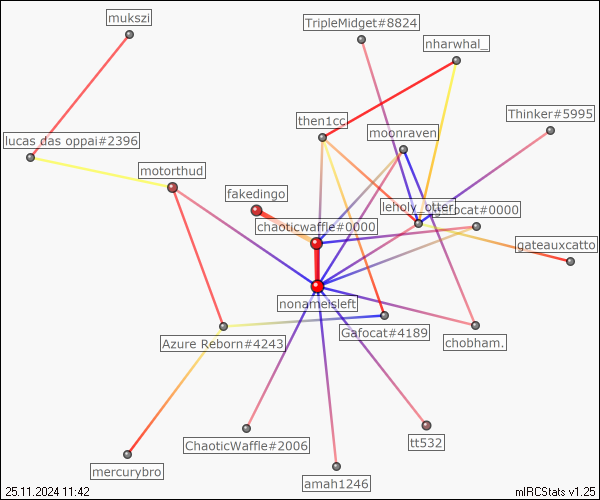 mukszi
TripleMidget#8824
nharwhal_
Thinker#5995
then1cc
moonraven
lucas das oppai#2396
motorthud
fakedingo
leholy_otter
gafocat#0000
chaoticwaffle#0000
gateauxcatto
nonameisleft
Gafocat#4189
Azure Reborn#4243
chobham.
ChaoticWaffle#2006
tt532
mercurybro
amah1246
25.11.2024 11:42
mIRCStats v1.25